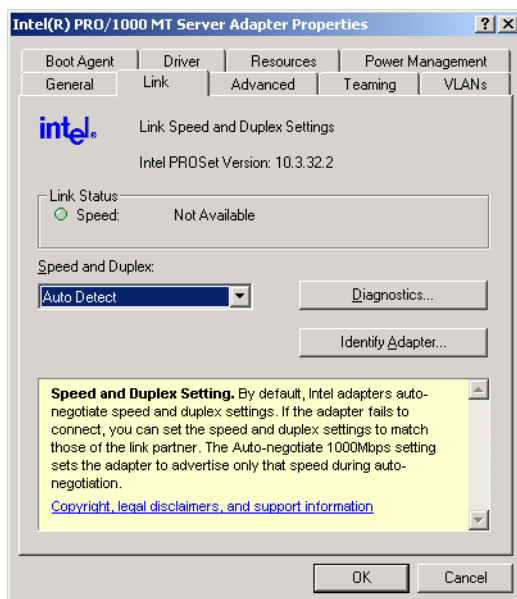 Intel(R) PRO/1000 MT Server Adapter Properties
Boot Agent Driver Resources Power Management
General Link Advanced Teaming VLANs
intel.
Link Speed and Duplex Settings
Intel PROSet Version: 10.3.32.2
Link Status
Speed: Not Available
Speed and Duplex:
Auto Detect
Diagnostics...
Identify Adapter...
Speed and Duplex Setting. By default, Intel adapters auto-
negotiate speed and duplex settings. If the adapter fails to
connect, you can set the speed and duplex settings to match
those of the link partner. The Auto-negotiate 1000Mbps setting
sets the adapter to advertise only that speed during auto-
negotiation.
Copyright, legal disclaimers, and support information
OK Cancel